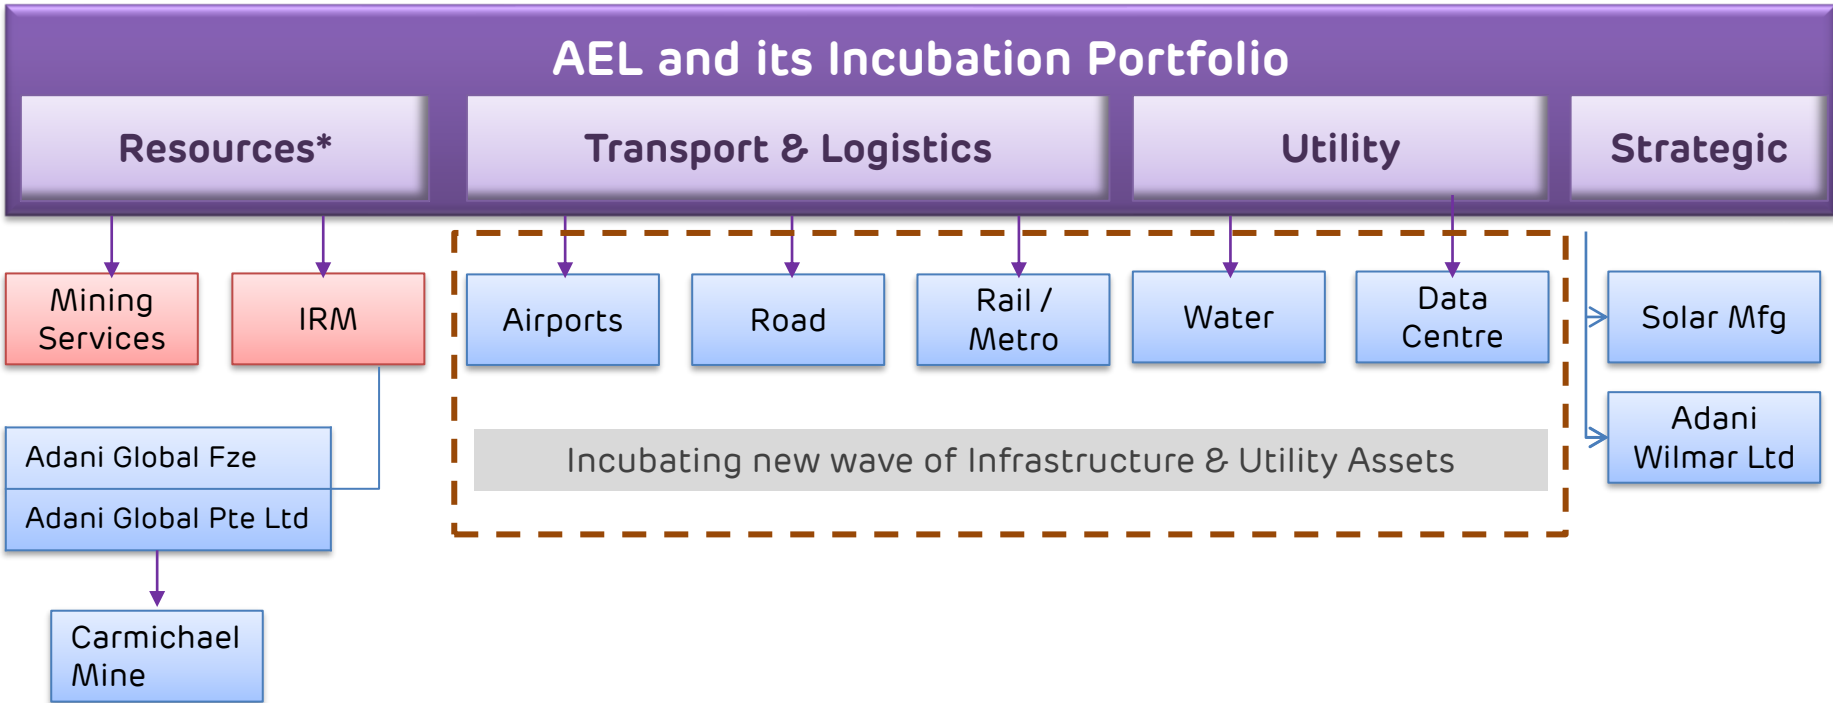 AEL and its Incubation Portfolio
Resources*
Transport & Logistics
Utility
Strategic
Mining
Services
IRM
Airports
Road
Rail /
Metro
Water
Data
Centre
Solar Mfg
Adani
Wilmar Ltd
Adani Global Fze
Adani Global Pte Ltd
Incubating new wave of Infrastructure & Utility Assets
Carmichael
Mine